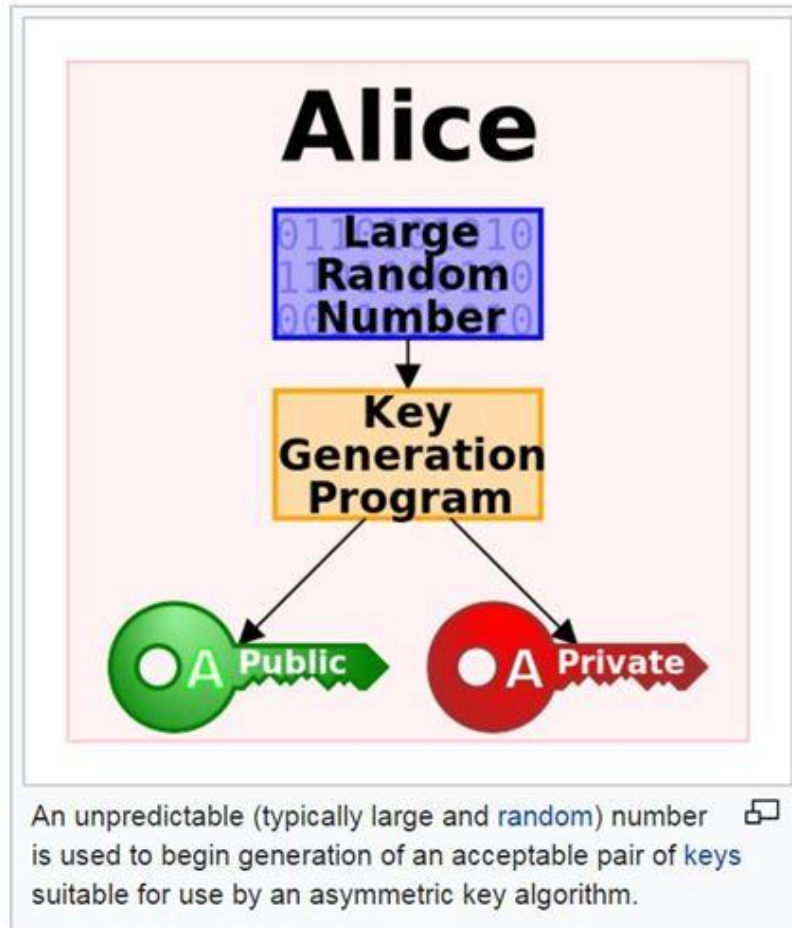 Alice
0110101010
Large
Random
Number
Key
Generation
Program
A Public
A Private
An unpredictable (typically large and random) number
is used to begin generation of an acceptable pair of keys
suitable for use by an asymmetric key algorithm.